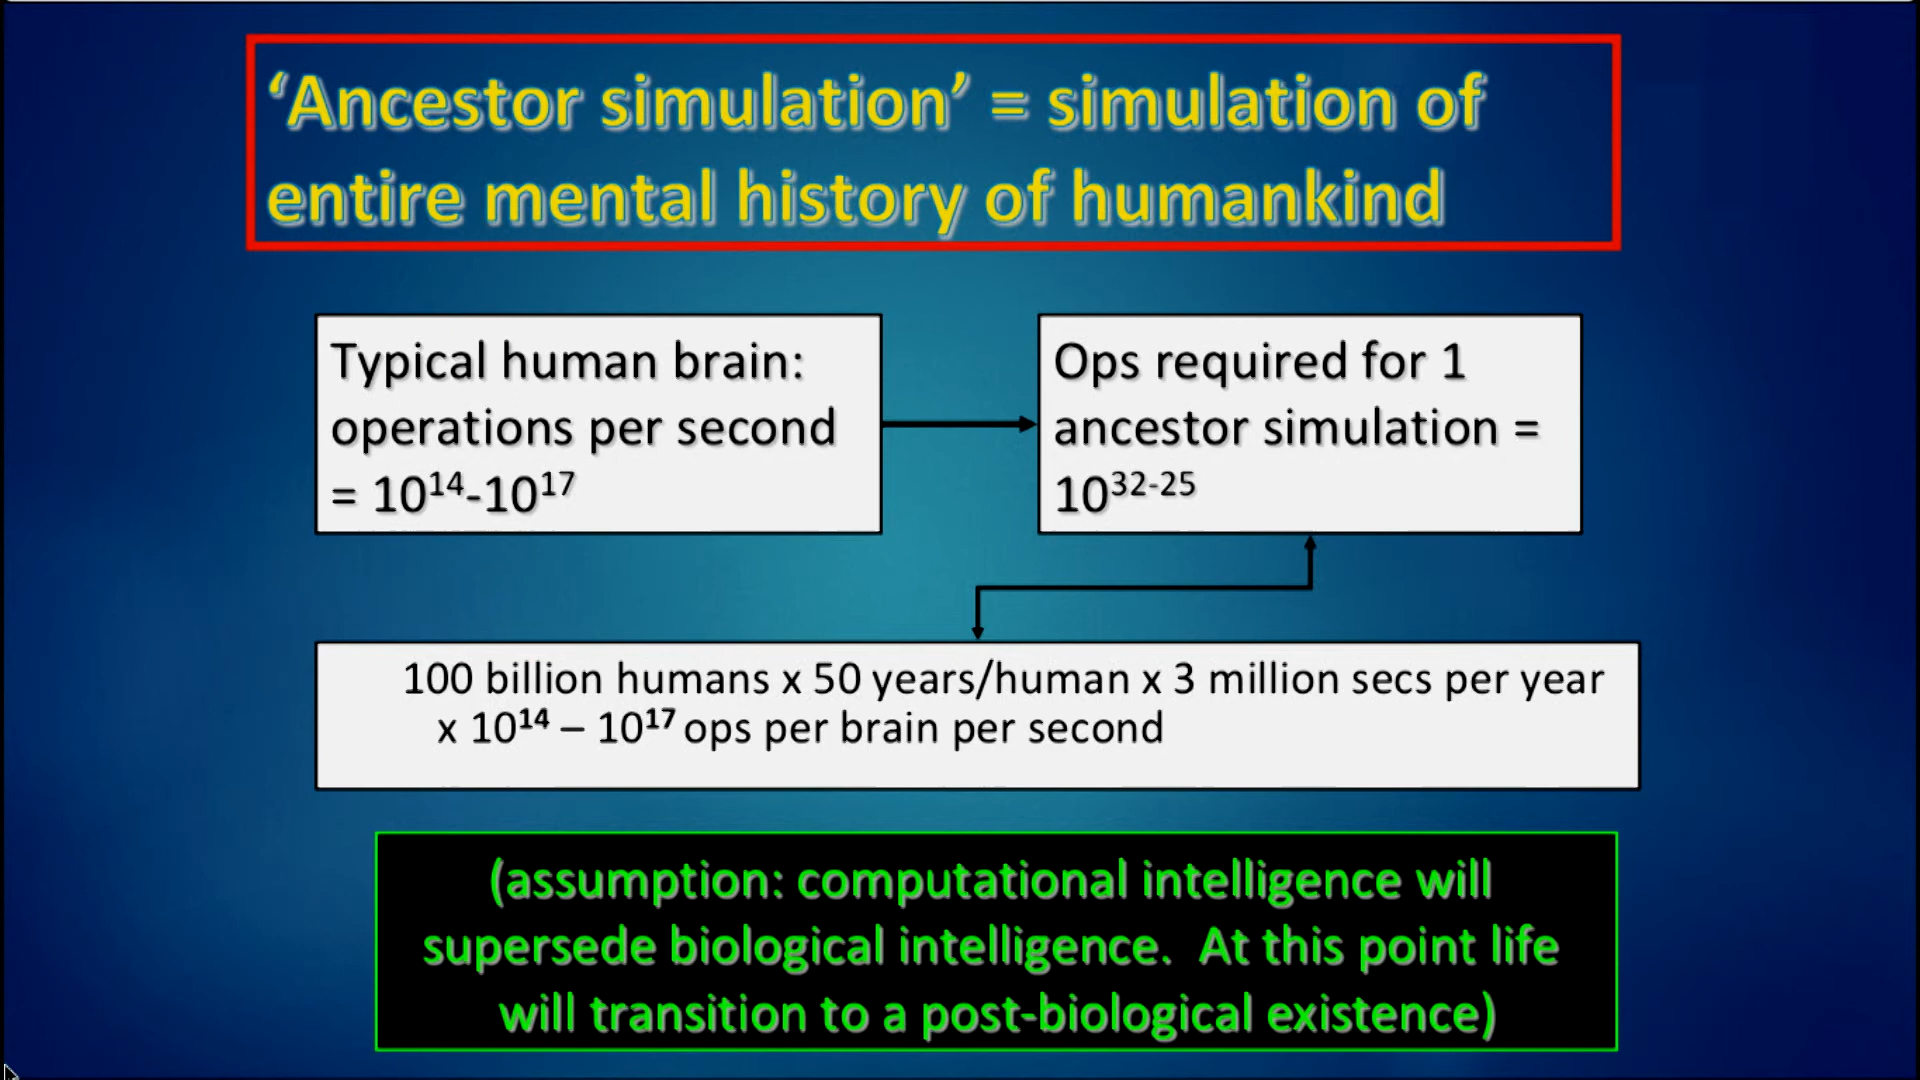 ‘Ancestor simulation’ = simulation of
entire mental history of humankind
Typical human brain:
operations per second
= 10¹⁴-10¹⁷
Ops required for 1
ancestor simulation =
10³²⁻²⁵
100 billion humans x 50 years/human x 3 million secs per year
x 10¹⁴ – 10¹⁷ ops per brain per second
(assumption: computational intelligence will
supersede biological intelligence. At this point life
will transition to a post-biological existence)